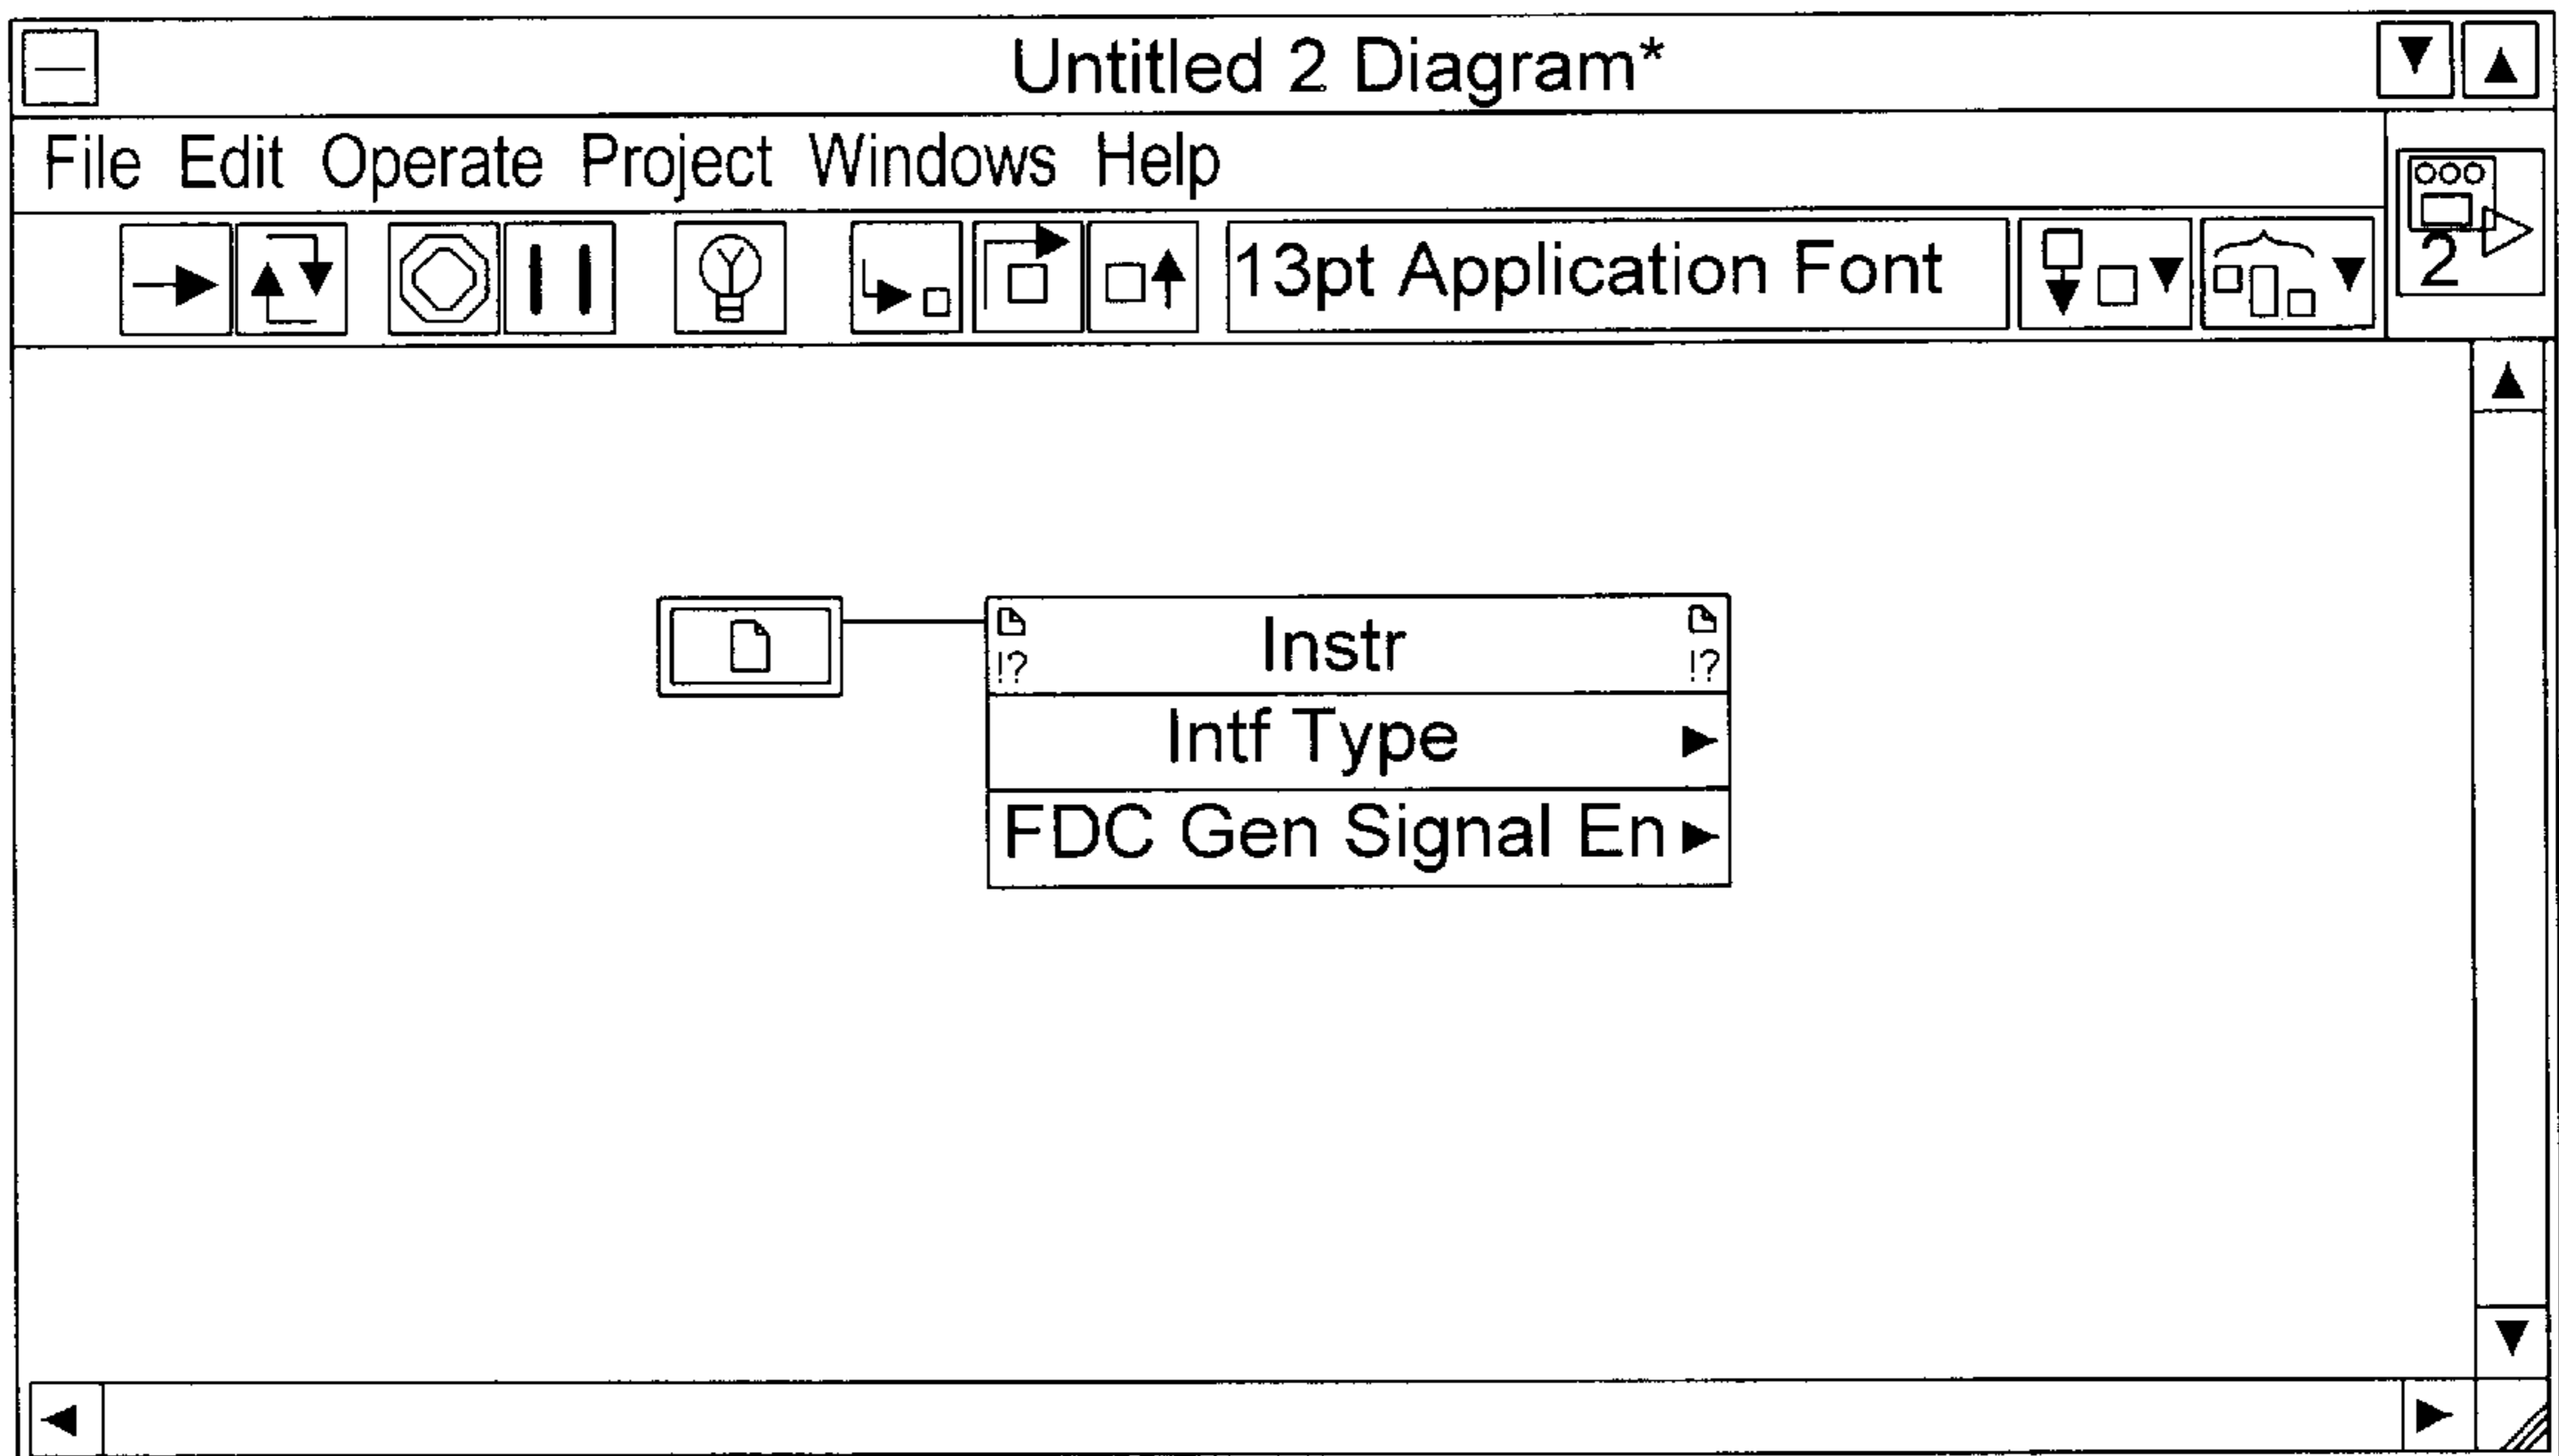 Untitled 2 Diagram*
File Edit Operate Project Windows Help
13pt Application Font
2
!? Instr !?
Intf Type
FDC Gen Signal En